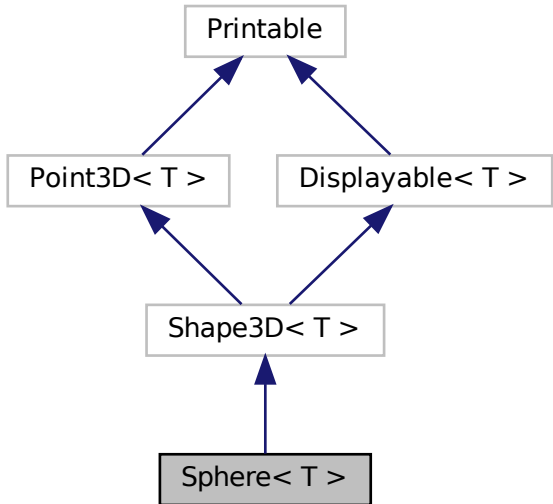 Printable
Point3D< T >
Displayable< T >
Shape3D< T >
Sphere< T >